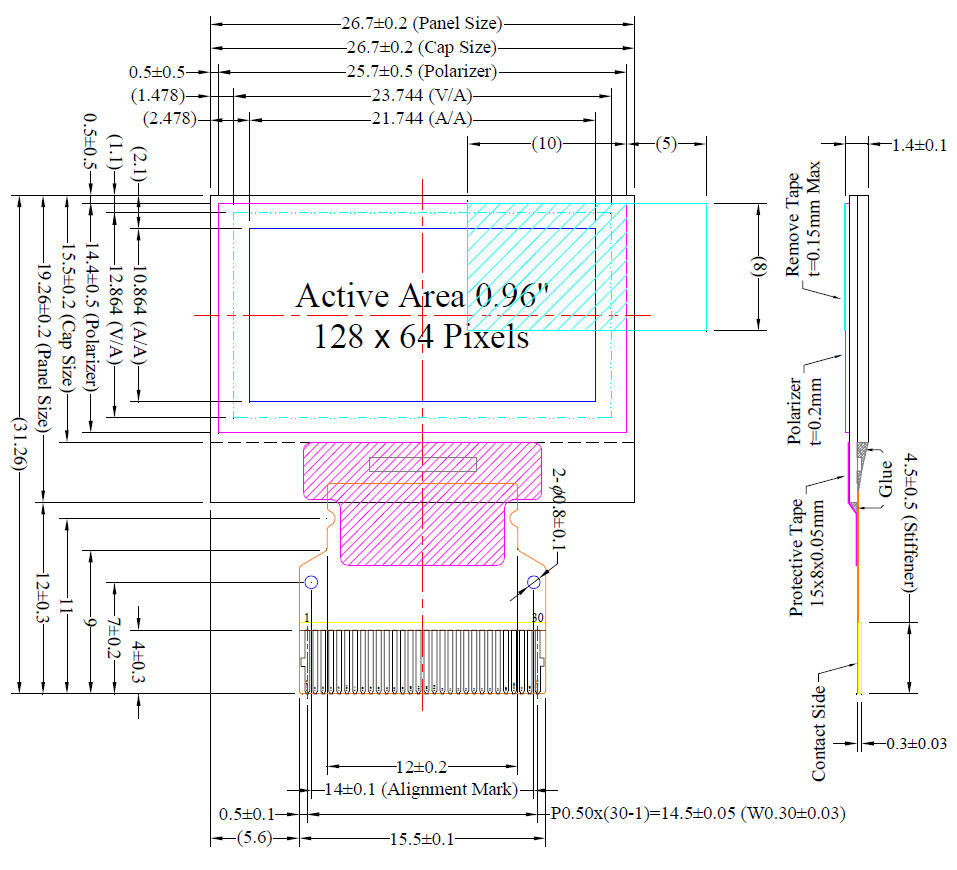 26.7±0.2 (Panel Size)
26.7±0.2 (Cap Size)
0.5±0.5
25.7±0.5 (Polarizer)
(1.478)
23.744 (V/A)
(2.478)
21.744 (A/A)
(10)
(5)
1.4±0.1
0.5±0.5
(1.1)
(2.1)
(31.26)
19.26±0.2 (Panel Size)
15.5±0.2 (Cap Size)
14.4±0.5 (Polarizer)
12.864 (V/A)
10.864 (A/A)
Active Area 0.96"
128 x 64 Pixels
(8)
Remove Tape
t=0.15mm Max
Polarizer
t=0.2mm
Protective Tape
15x8x0.05mm
Glue
4.5±0.5 (Stiffener)
Contact Side
0.3±0.03
2-ϕ0.8±0.1
12±0.3
11
9
7±0.2
4±0.3
1
30
12±0.2
14±0.1 (Alignment Mark)
0.5±0.1
P0.50x(30-1)=14.5±0.05 (W0.30±0.03)
(5.6)
15.5±0.1